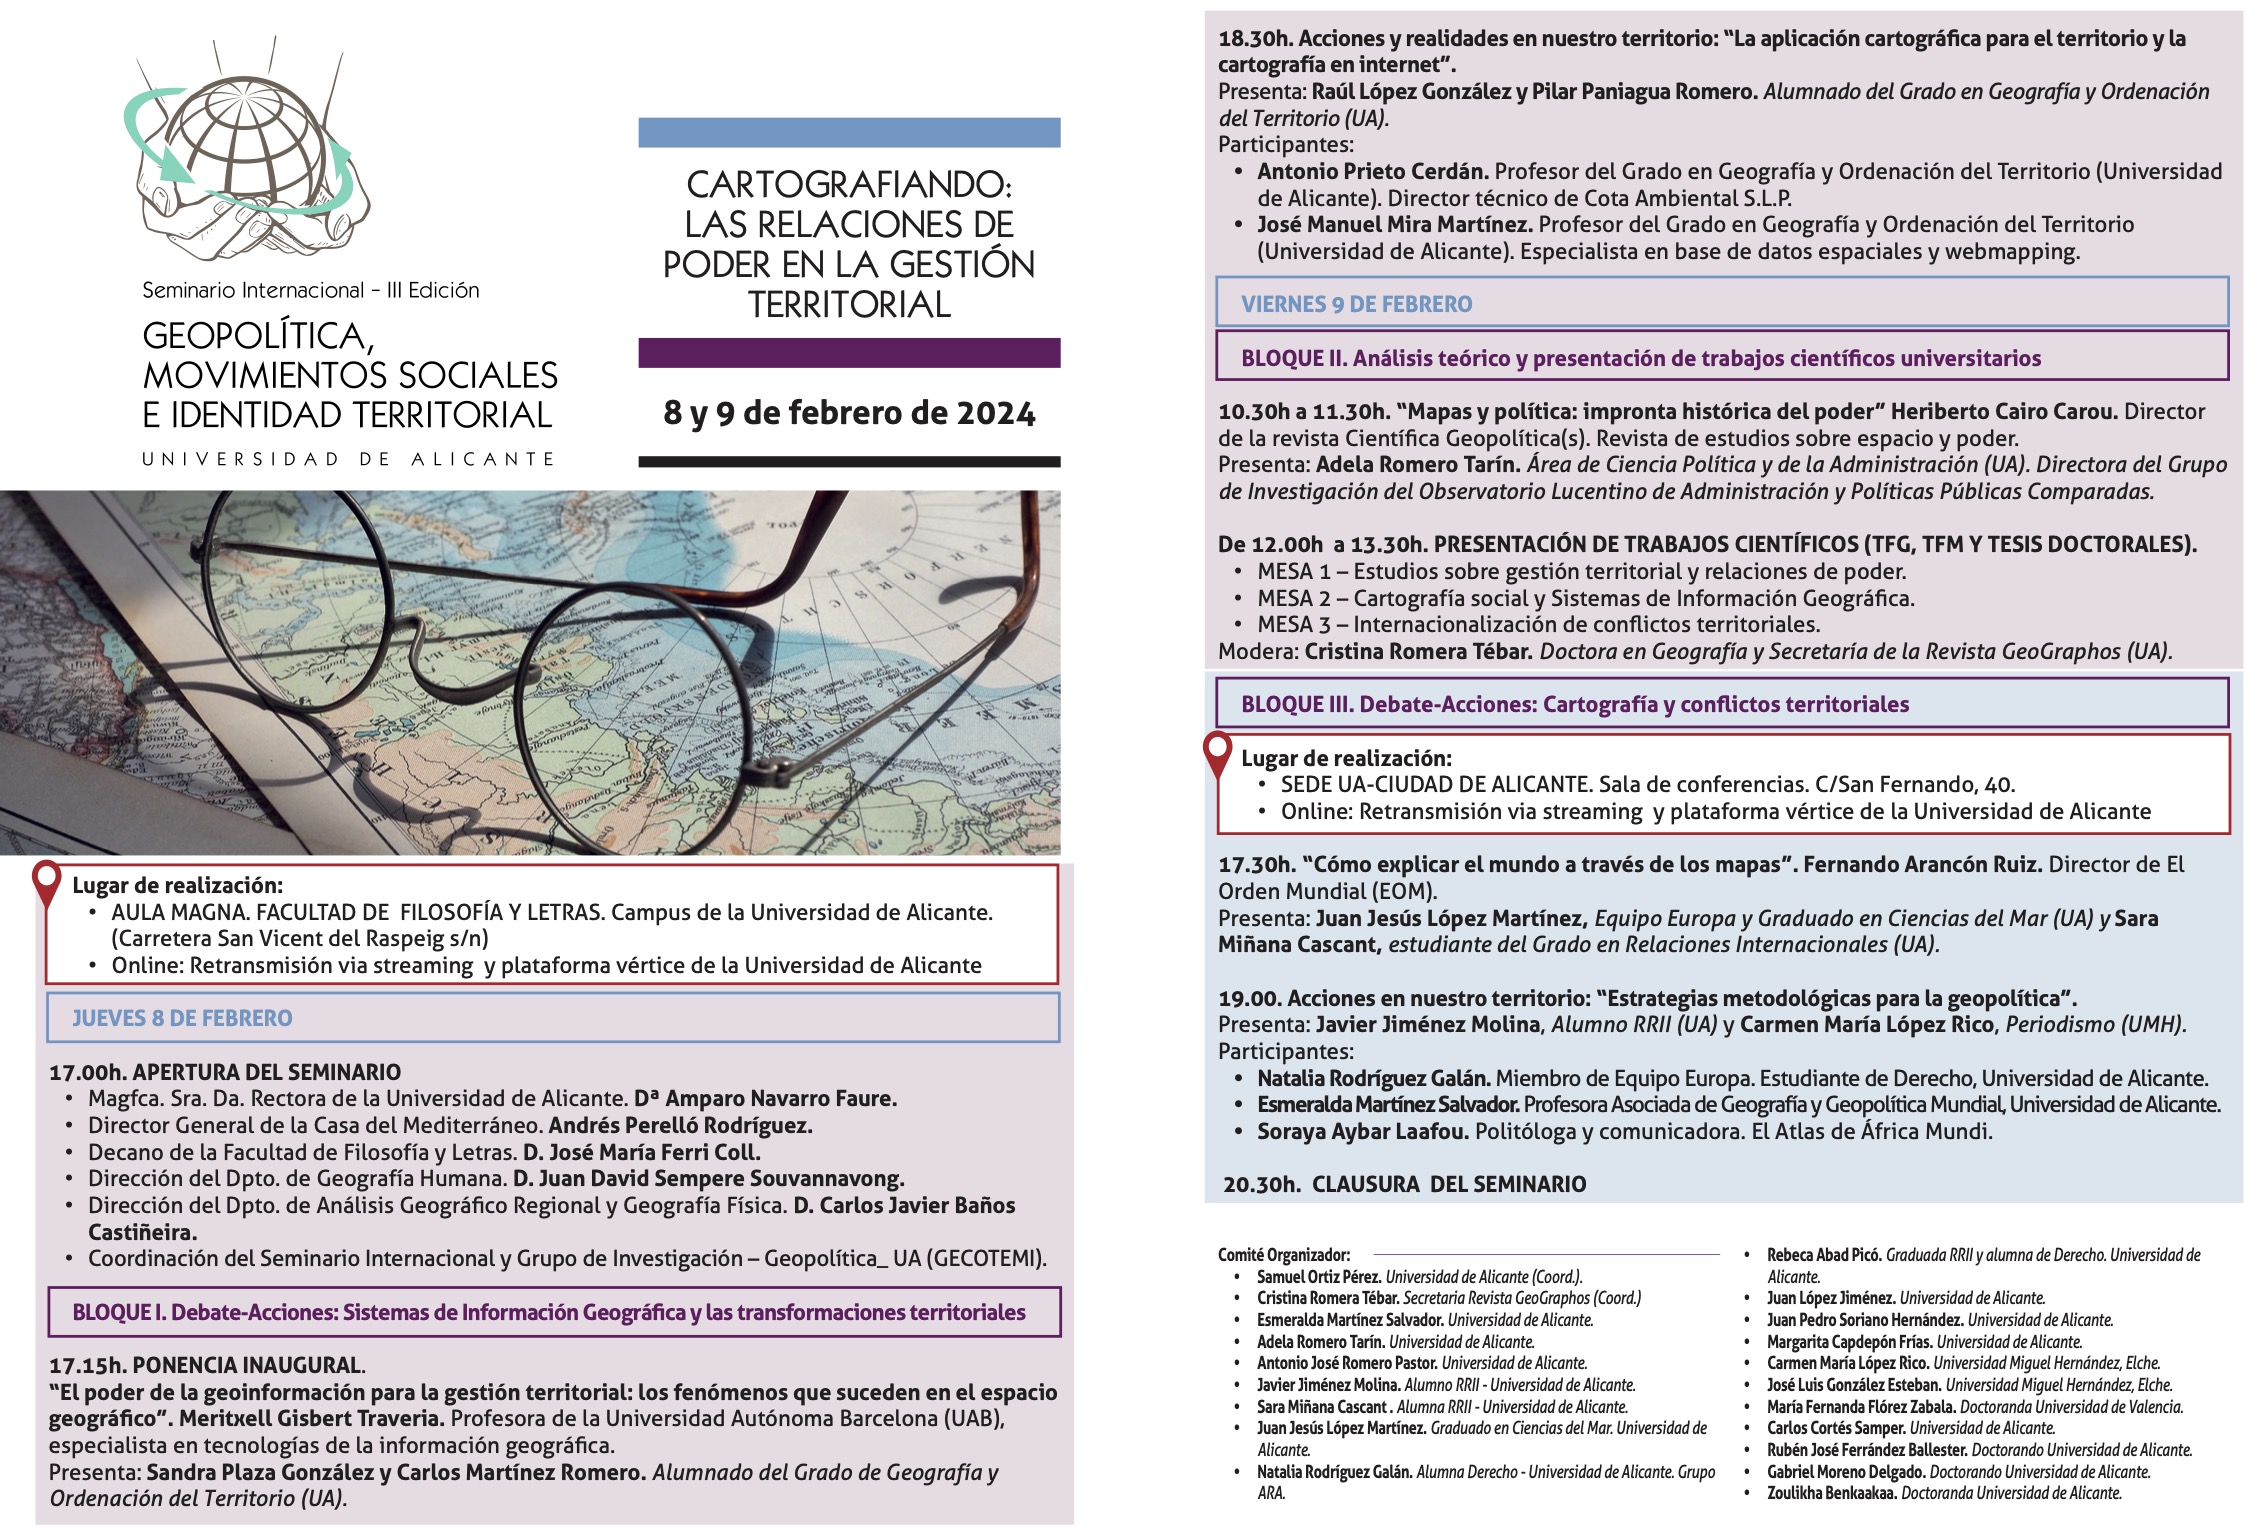 Seminario Internacional – III Edición
GEOPOLÍTICA,
MOVIMIENTOS SOCIALES
E IDENTIDAD TERRITORIAL
UNIVERSIDAD DE ALICANTE
CARTOGRAFIANDO:
LAS RELACIONES DE
PODER EN LA GESTIÓN
TERRITORIAL
8 y 9 de febrero de 2024
Lugar de realización:
• AULA MAGNA. FACULTAD DE FILOSOFÍA Y LETRAS. Campus de la Universidad de Alicante.
(Carretera San Vicent del Raspeig s/n)
• Online: Retransmisión via streaming y plataforma vértice de la Universidad de Alicante
JUEVES 8 DE FEBRERO
17.00h. APERTURA DEL SEMINARIO
• Magfca. Sra. Da. Rectora de la Universidad de Alicante. Dª Amparo Navarro Faure.
• Director General de la Casa del Mediterráneo. Andrés Perelló Rodríguez.
• Decano de la Facultad de Filosofía y Letras. D. José María Ferri Coll.
• Dirección del Dpto. de Geografía Humana. D. Juan David Sempere Souvannavong.
• Dirección del Dpto. de Análisis Geográfico Regional y Geografía Física. D. Carlos Javier Baños
Castiñeira.
• Coordinación del Seminario Internacional y Grupo de Investigación – Geopolítica_ UA (GECOTEMI).
BLOQUE I. Debate-Acciones: Sistemas de Información Geográfica y las transformaciones territoriales
17.15h. PONENCIA INAUGURAL.
“El poder de la geoinformación para la gestión territorial: los fenómenos que suceden en el espacio
geográfico”. Meritxell Gisbert Traveria. Profesora de la Universidad Autónoma Barcelona (UAB),
especialista en tecnologías de la información geográfica.
Presenta: Sandra Plaza González y Carlos Martínez Romero. Alumnado del Grado de Geografía y
Ordenación del Territorio (UA).
18.30h. Acciones y realidades en nuestro territorio: “La aplicación cartográfica para el territorio y la
cartografía en internet”.
Presenta: Raúl López González y Pilar Paniagua Romero. Alumnado del Grado en Geografía y Ordenación
del Territorio (UA).
Participantes:
• Antonio Prieto Cerdán. Profesor del Grado en Geografía y Ordenación del Territorio (Universidad
de Alicante). Director técnico de Cota Ambiental S.L.P.
• José Manuel Mira Martínez. Profesor del Grado en Geografía y Ordenación del Territorio
(Universidad de Alicante). Especialista en base de datos espaciales y webmapping.
VIERNES 9 DE FEBRERO
BLOQUE II. Análisis teórico y presentación de trabajos científicos universitarios
10.30h a 11.30h. “Mapas y política: impronta histórica del poder” Heriberto Cairo Carou. Director
de la revista Científica Geopolítica(s). Revista de estudios sobre espacio y poder.
Presenta: Adela Romero Tarín. Área de Ciencia Política y de la Administración (UA). Directora del Grupo
de Investigación del Observatorio Lucentino de Administración y Políticas Públicas Comparadas.
De 12.00h a 13.30h. PRESENTACIÓN DE TRABAJOS CIENTÍFICOS (TFG, TFM Y TESIS DOCTORALES).
• MESA 1 – Estudios sobre gestión territorial y relaciones de poder.
• MESA 2 – Cartografía social y Sistemas de Información Geográfica.
• MESA 3 – Internacionalización de conflictos territoriales.
Modera: Cristina Romera Tébar. Doctora en Geografía y Secretaría de la Revista GeoGraphos (UA).
BLOQUE III. Debate-Acciones: Cartografía y conflictos territoriales
Lugar de realización:
• SEDE UA-CIUDAD DE ALICANTE. Sala de conferencias. C/San Fernando, 40.
• Online: Retransmisión via streaming y plataforma vértice de la Universidad de Alicante
17.30h. “Cómo explicar el mundo a través de los mapas”. Fernando Arancón Ruiz. Director de El
Orden Mundial (EOM).
Presenta: Juan Jesús López Martínez, Equipo Europa y Graduado en Ciencias del Mar (UA) y Sara
Miñana Cascant, estudiante del Grado en Relaciones Internacionales (UA).
19.00. Acciones en nuestro territorio: “Estrategias metodológicas para la geopolítica”.
Presenta: Javier Jiménez Molina, Alumno RRII (UA) y Carmen María López Rico, Periodismo (UMH).
Participantes:
• Natalia Rodríguez Galán. Miembro de Equipo Europa. Estudiante de Derecho, Universidad de Alicante.
• Esmeralda Martínez Salvador. Profesora Asociada de Geografía y Geopolítica Mundial, Universidad de Alicante.
• Soraya Aybar Laafou. Politóloga y comunicadora. El Atlas de África Mundi.
20.30h. CLAUSURA DEL SEMINARIO
Comité Organizador:
• Samuel Ortiz Pérez. Universidad de Alicante (Coord.).
• Cristina Romera Tébar. Secretaria Revista GeoGraphos (Coord.)
• Esmeralda Martínez Salvador. Universidad de Alicante.
• Adela Romero Tarín. Universidad de Alicante.
• Antonio José Romero Pastor. Universidad de Alicante.
• Javier Jiménez Molina. Alumno RRII - Universidad de Alicante.
• Sara Miñana Cascant . Alumna RRII - Universidad de Alicante.
• Juan Jesús López Martínez. Graduado en Ciencias del Mar. Universidad de
Alicante.
• Natalia Rodríguez Galán. Alumna Derecho - Universidad de Alicante. Grupo
ARA.
• Rebeca Abad Picó. Graduada RRII y alumna de Derecho. Universidad de
Alicante.
• Juan López Jiménez. Universidad de Alicante.
• Juan Pedro Soriano Hernández. Universidad de Alicante.
• Margarita Capdepón Frías. Universidad de Alicante.
• Carmen María López Rico. Universidad Miguel Hernández, Elche.
• José Luis González Esteban. Universidad Miguel Hernández, Elche.
• María Fernanda Flórez Zabala. Doctoranda Universidad de Valencia.
• Carlos Cortés Samper. Universidad de Alicante.
• Rubén José Ferrández Ballester. Doctorando Universidad de Alicante.
• Gabriel Moreno Delgado. Doctorando Universidad de Alicante.
• Zoulikha Benkaakaa. Doctoranda Universidad de Alicante.